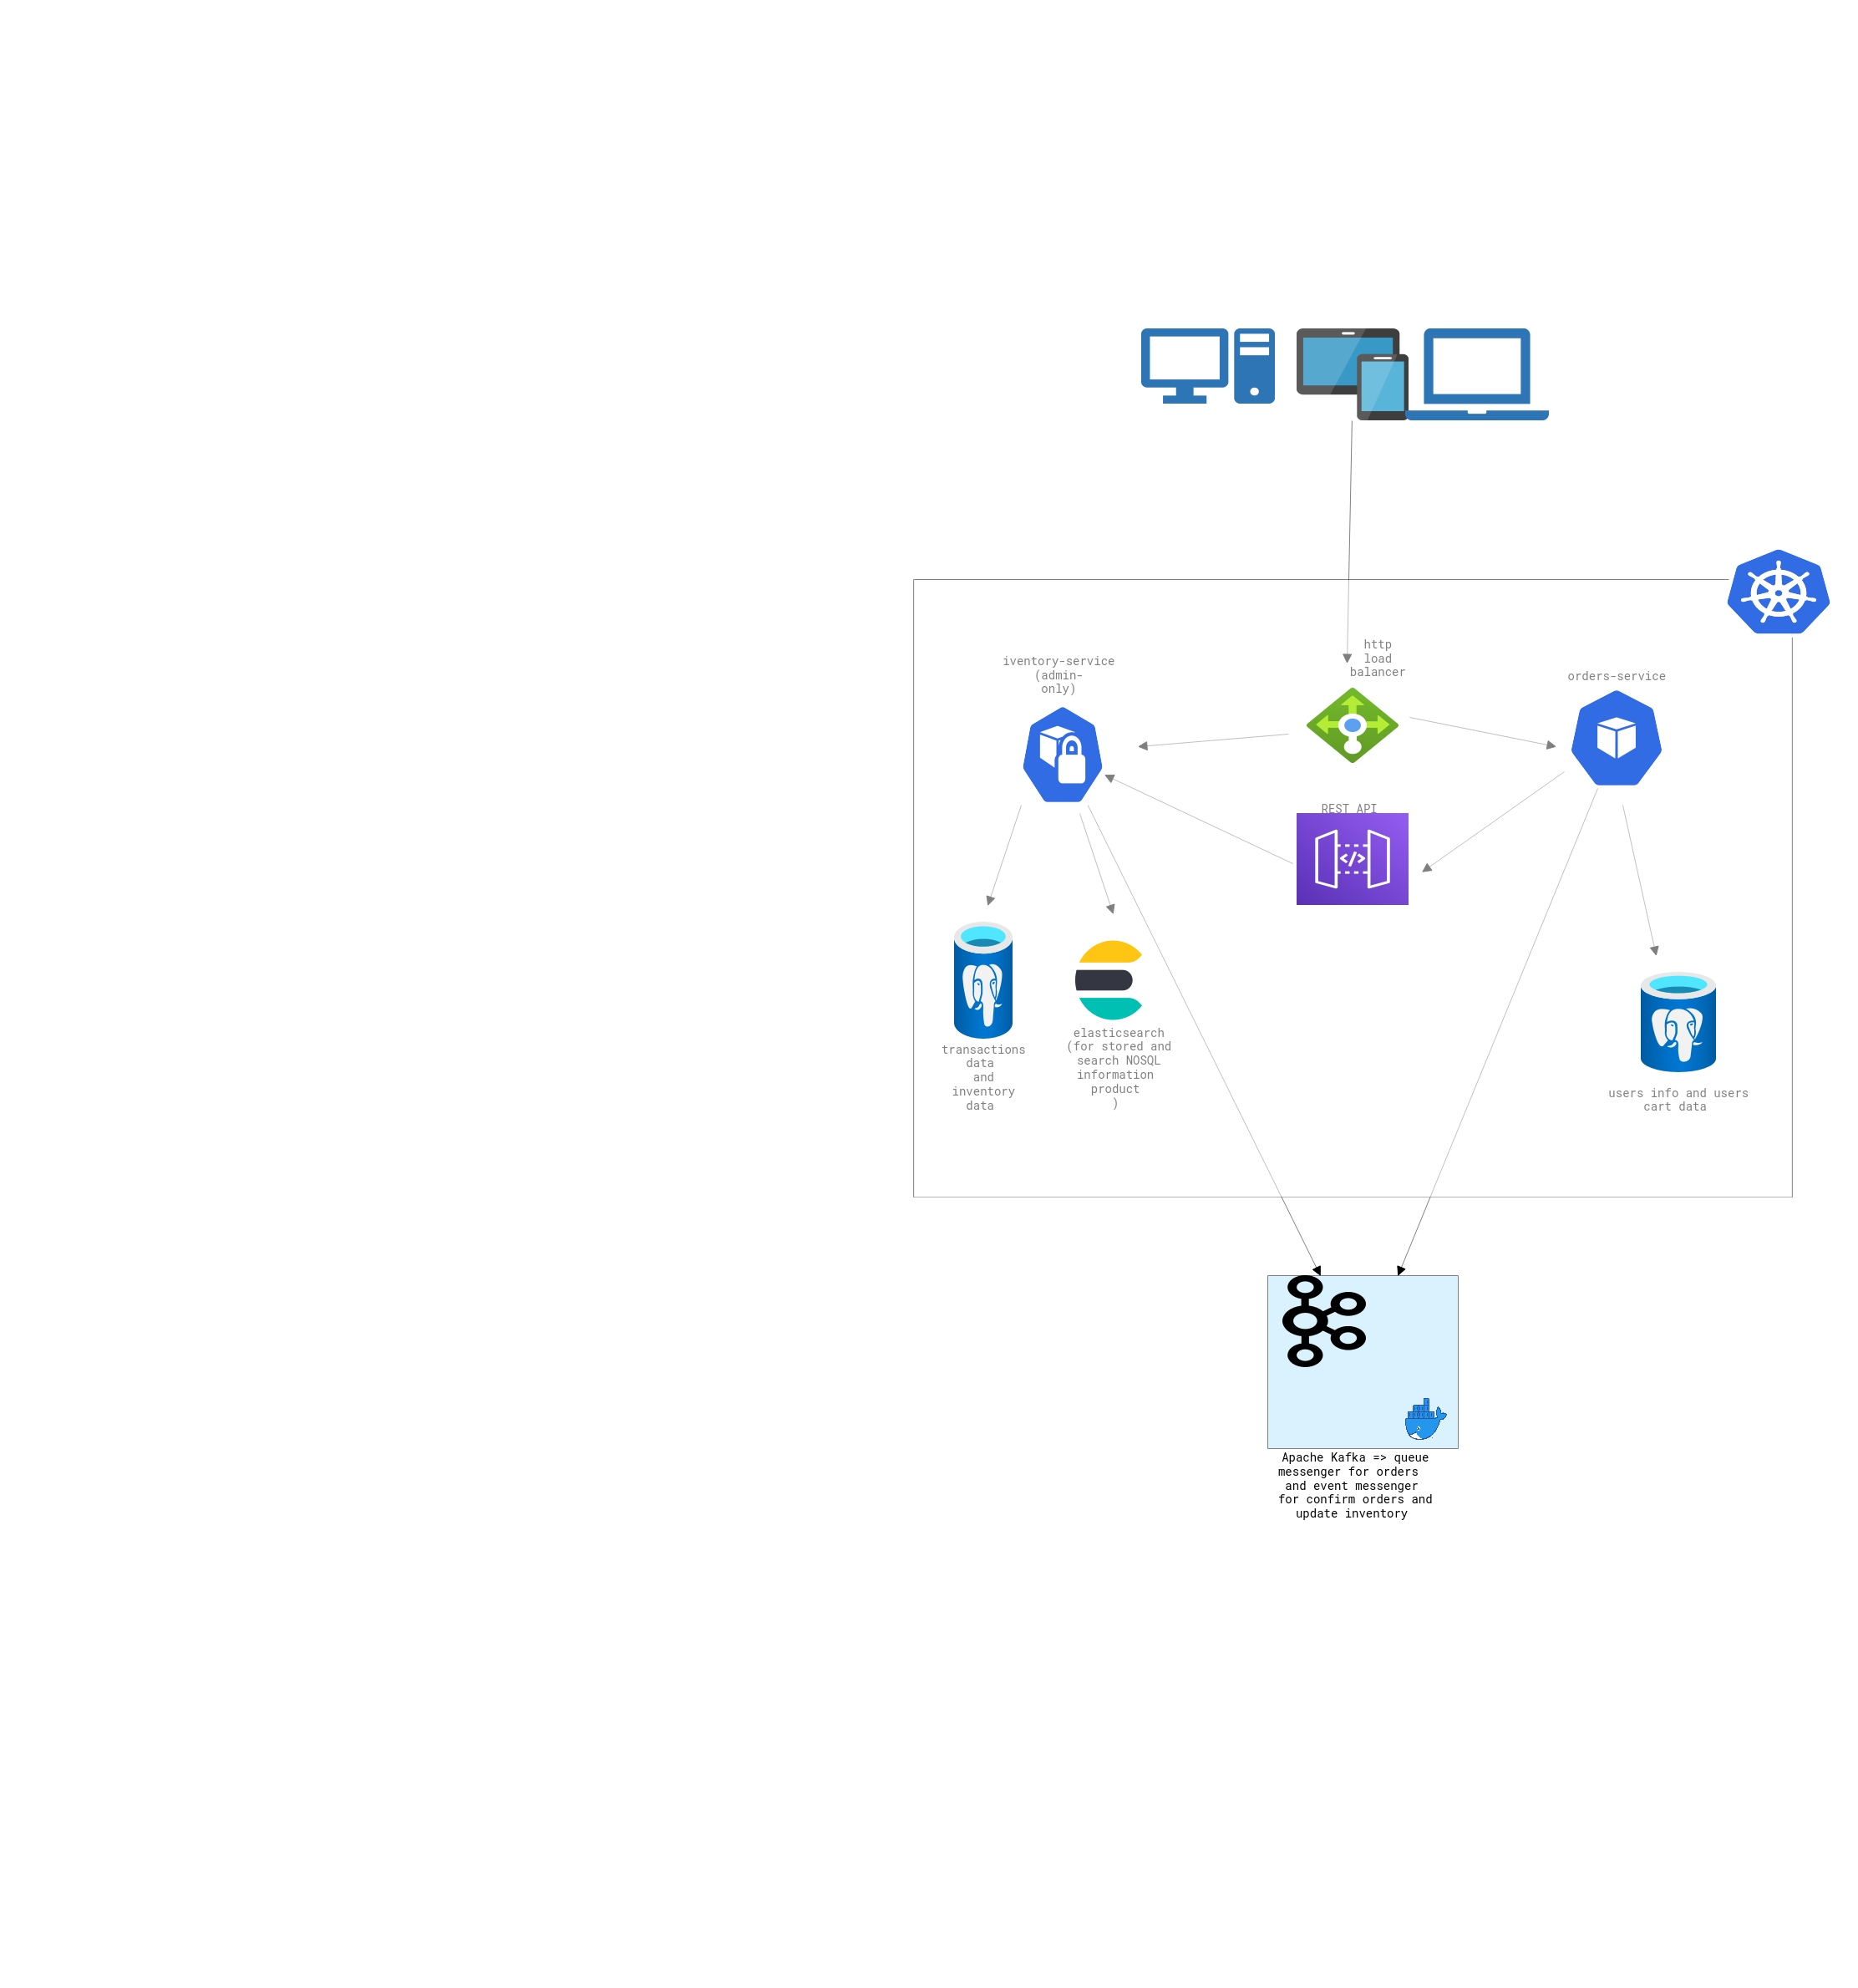 http
load
balancer
iventory-service
(admin-
only)
orders-service
REST API
</>
elasticsearch
(for stored and
search NOSQL
information
product
)
transactions
data
and
inventory
data
users info and users
cart data
Apache Kafka => queue
messenger for orders
and event messenger
for confirm orders and
update inventory